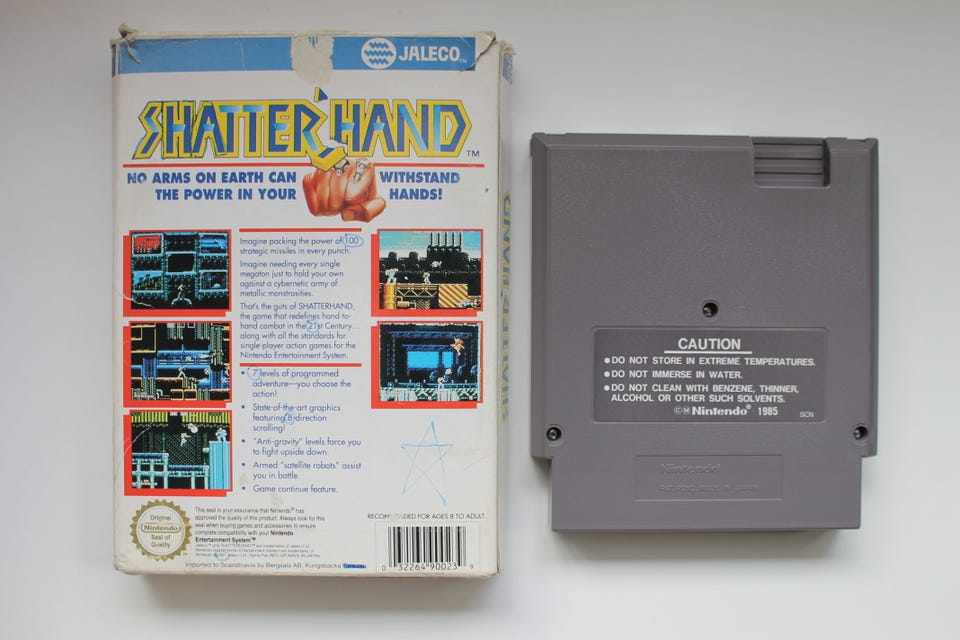 JALECO™
SHATTERHAND™
NO ARMS ON EARTH CAN WITHSTAND
THE POWER IN YOUR HANDS!
Imagine packing the power of 100
strategic missiles in every punch.
Imagine needing every single
megaton just to hold your own
against a cybernetic army of
metallic monstrosities.
That's the guts of SHATTERHAND,
the game that redefines hand-to-
hand combat in the 21st Century...
along with all the standards for
single-player action games for the
Nintendo Entertainment System.
• 7 levels of programmed
adventure—you choose the
action!
• State-of-the-art graphics
featuring 8 direction
scrolling!
• "Anti-gravity" levels force you
to fight upside down.
• Armed "satellite robots" assist
you in battle.
• Game continue feature.
Original
Nintendo
Seal of
Quality
This seal is your assurance that Nintendo® has
approved the quality of this product. Always look for this
seal when buying games and accessories to ensure
complete compatibility with your Nintendo
Entertainment System™
Imported to Scandinavia by Bergsala AB, Kungsbacka
RECOMMENDED FOR AGES 8 TO ADULT.
0 32264 90023 9
SHATTERHAND
CAUTION
• DO NOT STORE IN EXTREME TEMPERATURES.
• DO NOT IMMERSE IN WATER.
• DO NOT CLEAN WITH BENZENE, THINNER,
ALCOHOL OR OTHER SUCH SOLVENTS.
©Ⓜ Nintendo® 1985 SCN
Nintendo